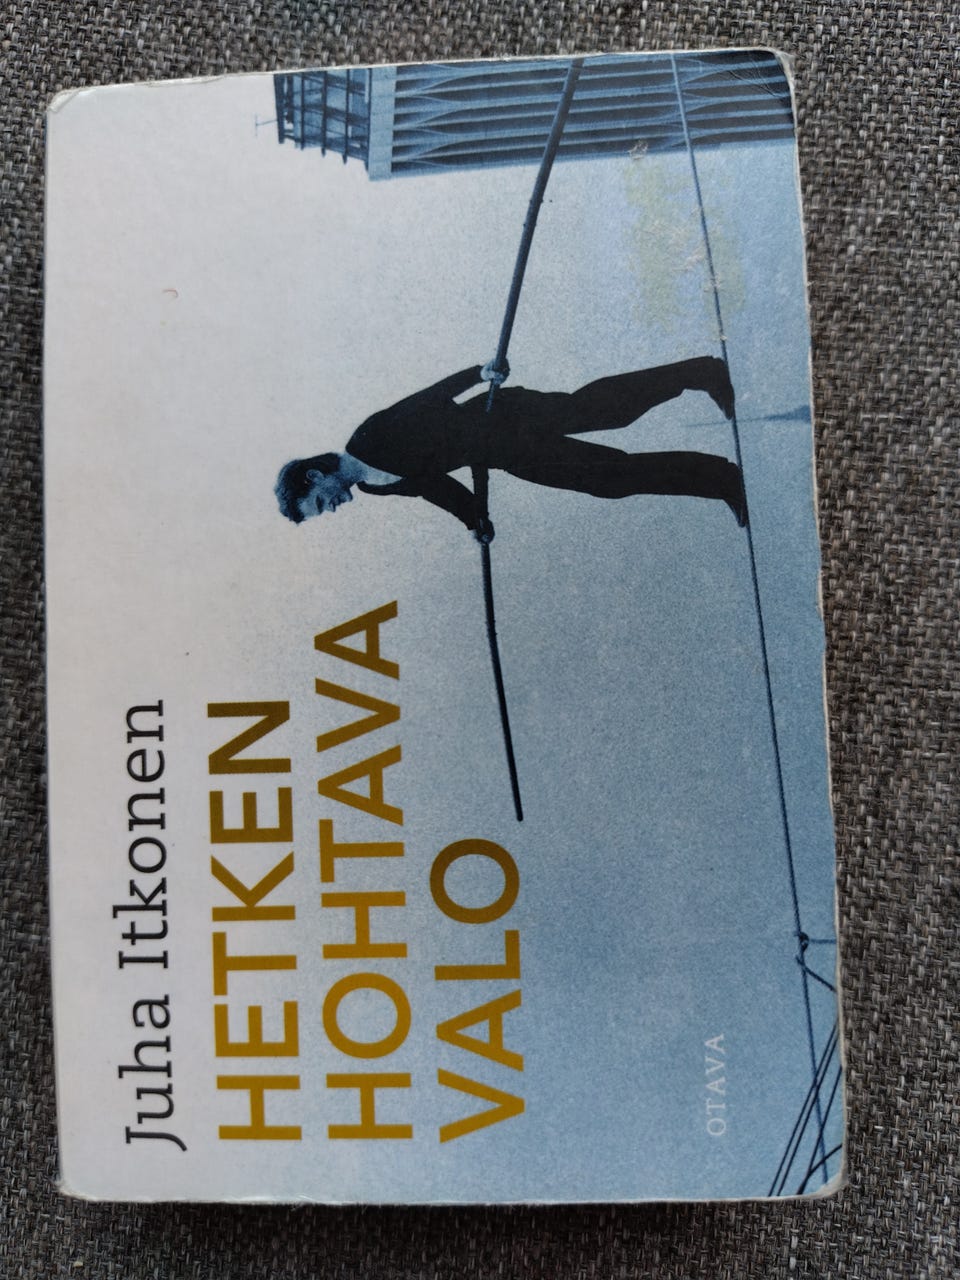 Juha Itkonen
HETKEN
HOHTAVA
VALO
OTAVA